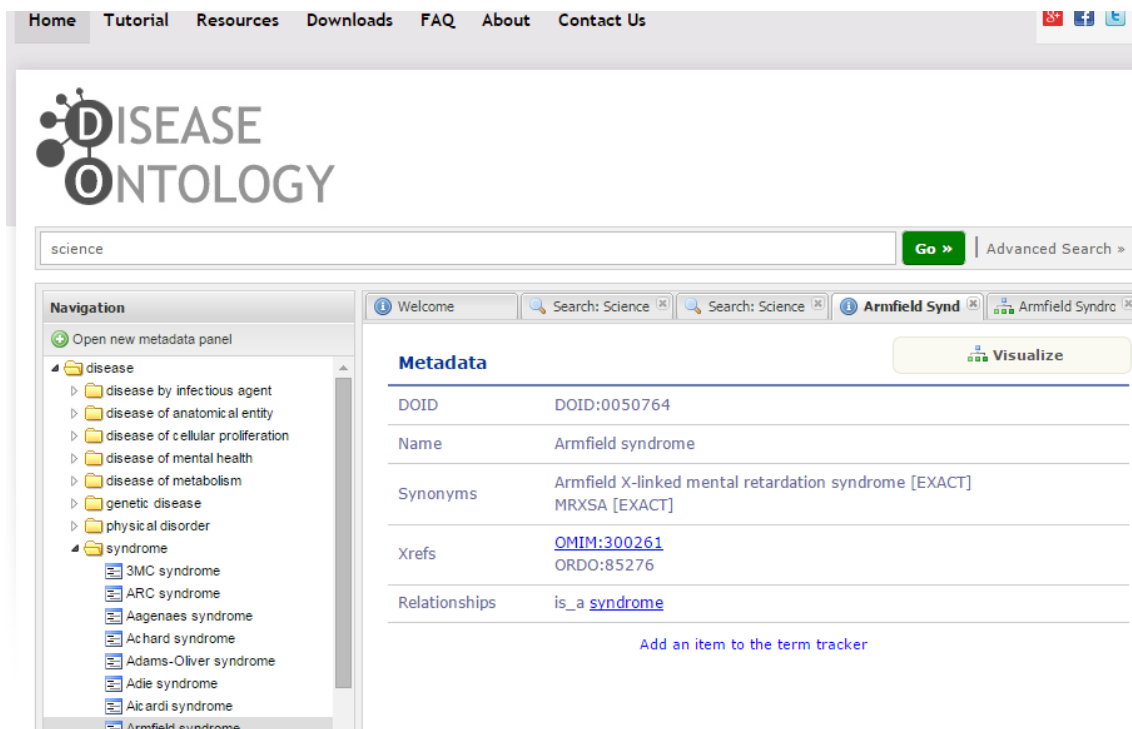 Home Tutorial Resources Downloads FAQ About Contact Us
DISEASE
ONTOLOGY
science
Go » Advanced Search »
Navigation
Open new metadata panel
disease
disease by infectious agent
disease of anatomical entity
disease of cellular proliferation
disease of mental health
disease of metabolism
genetic disease
physical disorder
syndrome
3MC syndrome
ARC syndrome
Aagenaes syndrome
Achard syndrome
Adams-Oliver syndrome
Adie syndrome
Aicardi syndrome
Armfield syndrome
Welcome Search: Science Search: Science Armfield Synd Armfield Syndro
Visualize
Metadata
DOID DOID:0050764
Name Armfield syndrome
Synonyms Armfield X-linked mental retardation syndrome [EXACT]
MRXSA [EXACT]
Xrefs OMIM:300261
ORDO:85276
Relationships is_a syndrome
Add an item to the term tracker